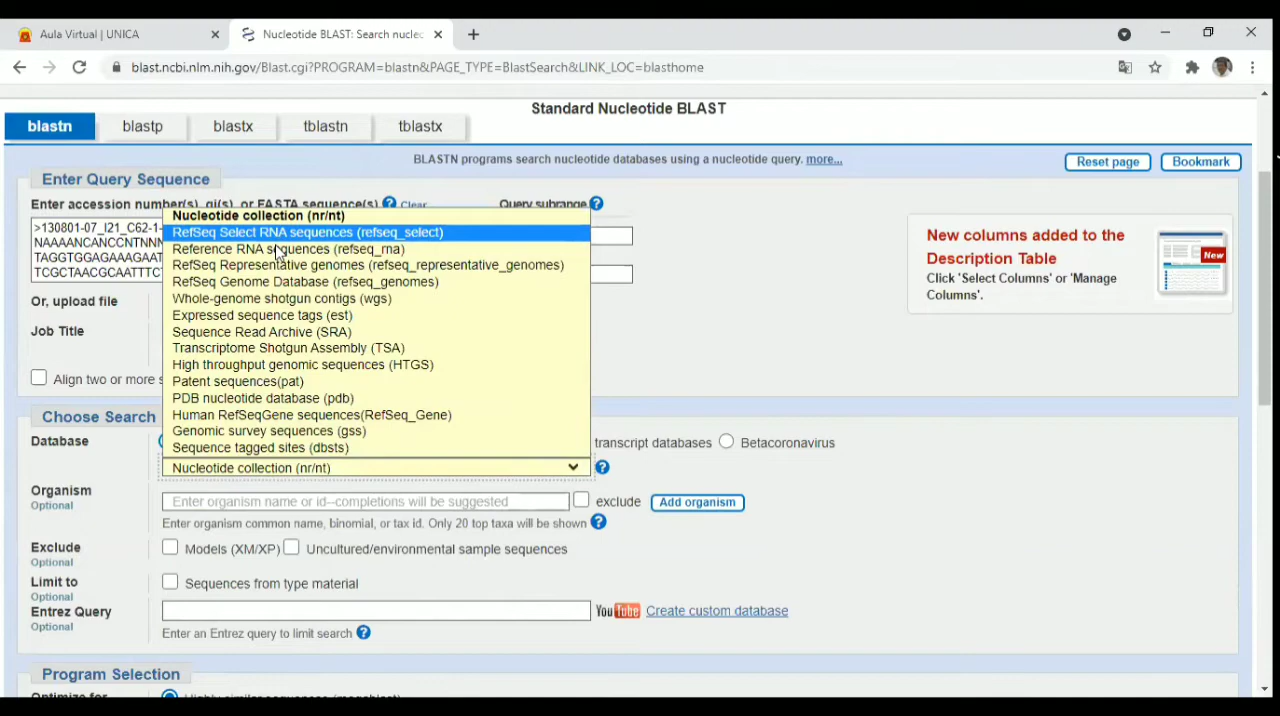 Aula Virtual | UNICA
Nucleotide BLAST: Search nucleo
blast.ncbi.nlm.nih.gov/Blast.cgi?PROGRAM=blastn&PAGE_TYPE=BlastSearch&LINK_LOC=blasthome
Standard Nucleotide BLAST
blastn blastp blastx tblastn tblastx
BLASTN programs search nucleotide databases using a nucleotide query. more...
Reset page Bookmark
Enter Query Sequence
Enter accession number(s), gi(s), or FASTA sequence(s) ? Clear
Query subrange ?
>130801-07_I21_C62-1-
NAAAANCANCCNTNNN
TAGGTGGAGAAAGAAT
TCGCTAACGCAATTTCT
Nucleotide collection (nr/nt)
RefSeq Select RNA sequences (refseq_select)
Reference RNA sequences (refseq_rna)
RefSeq Representative genomes (refseq_representative_genomes)
RefSeq Genome Database (refseq_genomes)
Whole-genome shotgun contigs (wgs)
Expressed sequence tags (est)
Sequence Read Archive (SRA)
Transcriptome Shotgun Assembly (TSA)
High throughput genomic sequences (HTGS)
Patent sequences(pat)
PDB nucleotide database (pdb)
Human RefSeqGene sequences(RefSeq_Gene)
Genomic survey sequences (gss)
Sequence tagged sites (dbsts)
New columns added to the
Description Table
Click 'Select Columns' or 'Manage
Columns'.
New
Or, upload file
Job Title
Align two or more s
Choose Search
Database
transcript databases Betacoronavirus
Nucleotide collection (nr/nt) ?
Organism
Optional
Enter organism name or id--completions will be suggested
exclude Add organism
Enter organism common name, binomial, or tax id. Only 20 top taxa will be shown ?
Exclude
Optional
Models (XM/XP) Uncultured/environmental sample sequences
Limit to
Optional
Sequences from type material
Entrez Query
Optional
YouTube Create custom database
Enter an Entrez query to limit search ?
Program Selection
Optimize for
Highly similar sequences (megablast)